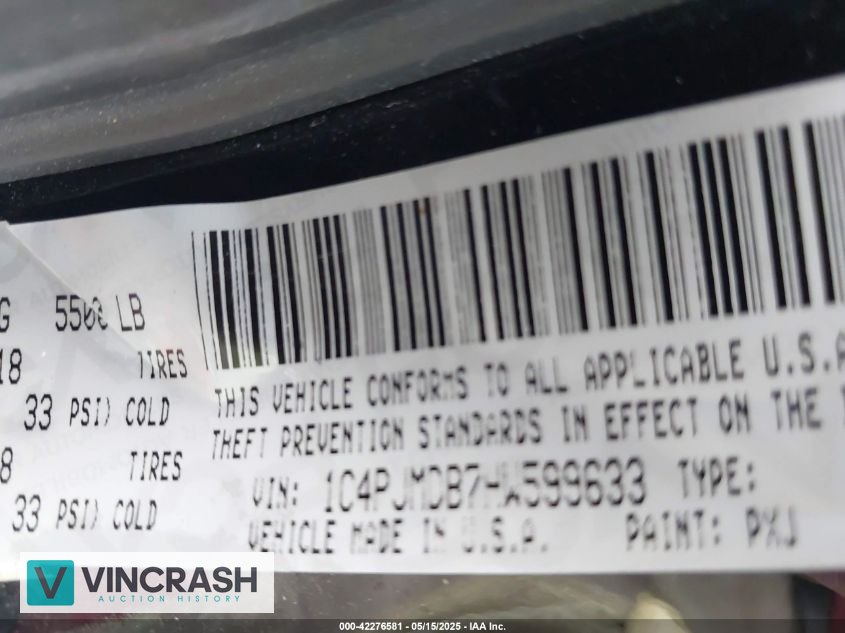 G 5500 LB
18 TIRES
33 PSI) COLD
8 TIRES
33 PSI) COLD
THIS VEHICLE CONFORMS TO ALL APPLICABLE U.S.A
THEFT PREVENTION STANDARDS IN EFFECT ON THE
VIN: 1C4PJMDB7HW599633 TYPE:
VEHICLE MADE IN U.S.A. PAINT: PXJ
VINCRASH
AUCTION HISTORY
000-42276581 - 05/15/2025 - IAA Inc.